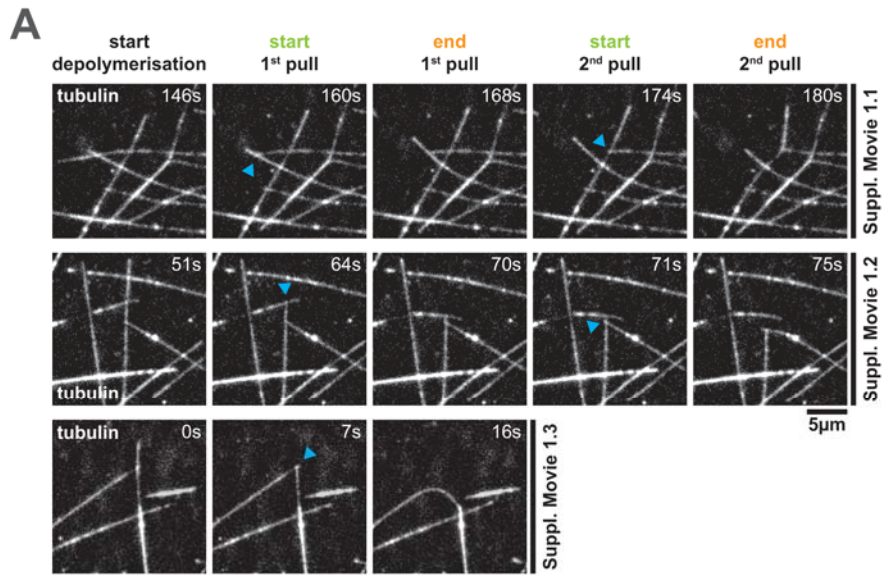 A
start depolymerisation
start 1st pull
end 1st pull
start 2nd pull
end 2nd pull
tubulin 146s 160s 168s 174s 180s
Suppl. Movie 1.1
51s 64s 70s 71s 75s
tubulin
Suppl. Movie 1.2
5µm
tubulin 0s 7s 16s
Suppl. Movie 1.3